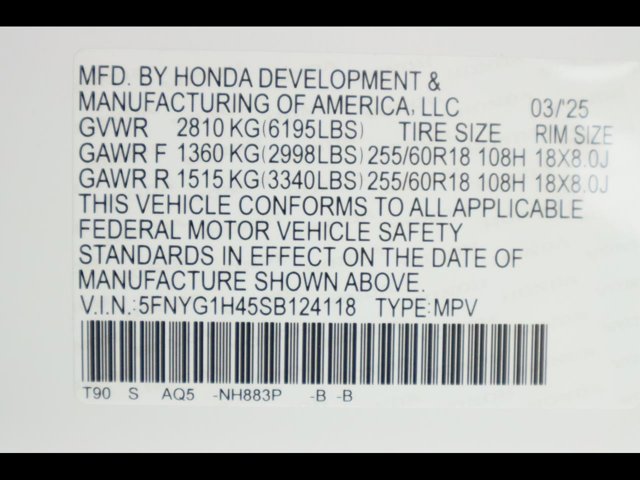 MFD. BY HONDA DEVELOPMENT &
MANUFACTURING OF AMERICA, LLC 03/'25
GVWR 2810 KG(6195LBS) TIRE SIZE RIM SIZE
GAWR F 1360 KG(2998LBS) 255/60R18 108H 18X8.0J
GAWR R 1515 KG(3340LBS) 255/60R18 108H 18X8.0J
THIS VEHICLE CONFORMS TO ALL APPLICABLE
FEDERAL MOTOR VEHICLE SAFETY
STANDARDS IN EFFECT ON THE DATE OF
MANUFACTURE SHOWN ABOVE.
V.I.N.:5FNYG1H45SB124118 TYPE:MPV
T90 S AQ5 -NH883P -B -B